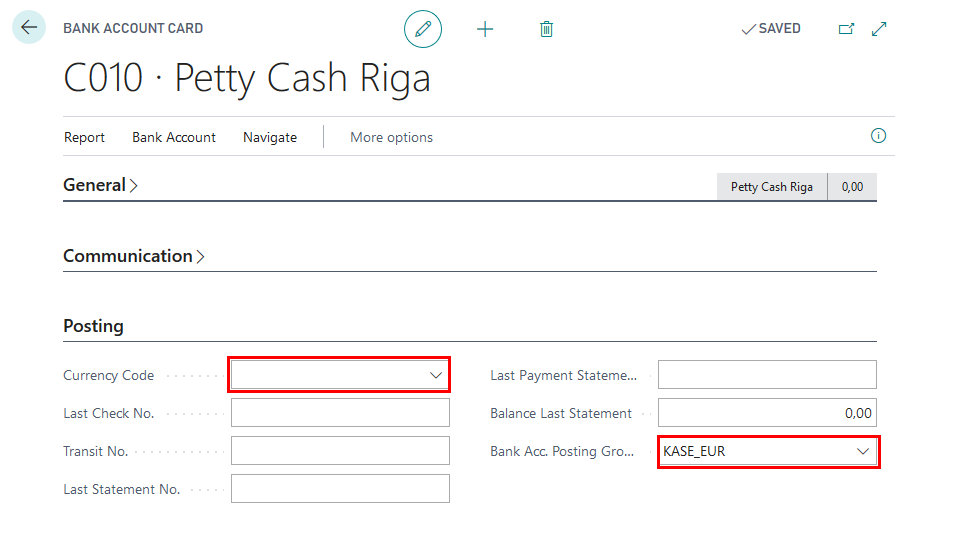 BANK ACCOUNT CARD
SAVED
C010 · Petty Cash Riga
Report Bank Account Navigate More options
General
Petty Cash Riga 0,00
Communication
Posting
Currency Code
Last Payment Stateme...
Last Check No.
Balance Last Statement 0,00
Transit No.
Bank Acc. Posting Gro... KASE_EUR
Last Statement No.